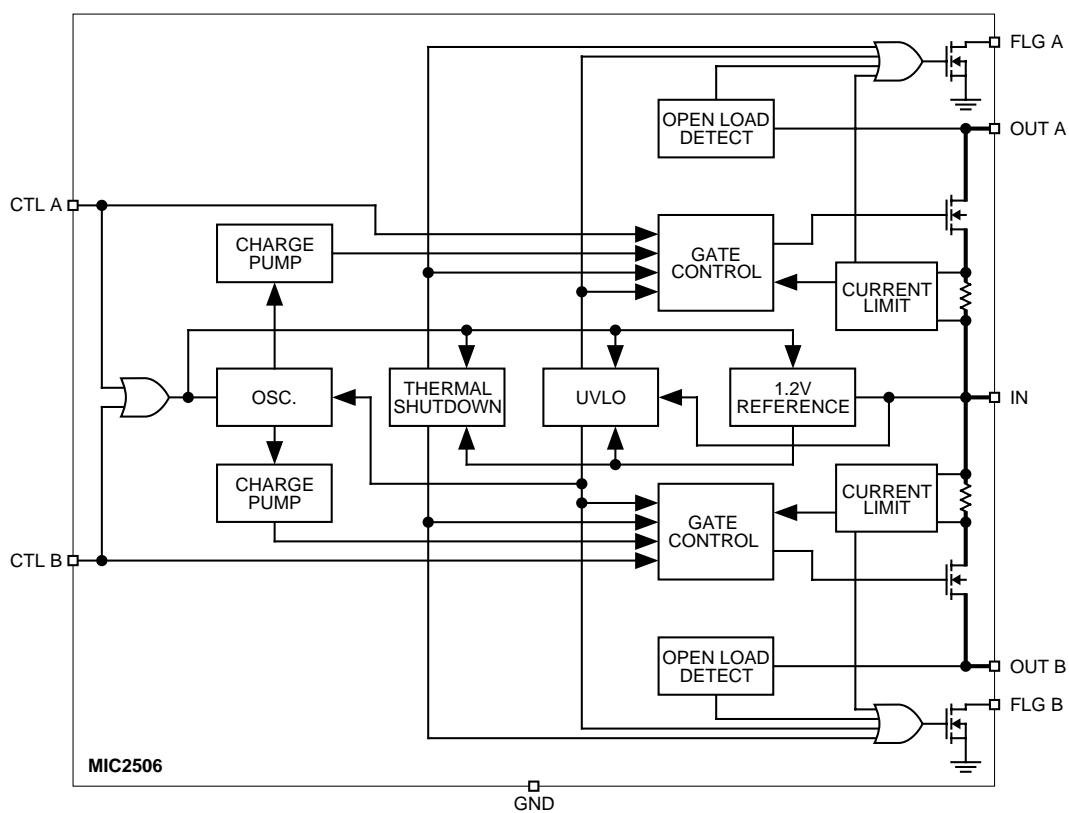 FLG A
OPEN LOAD
DETECT
OUT A
CTL A
CHARGE
PUMP
GATE
CONTROL
CURRENT
LIMIT
OSC.
THERMAL
SHUTDOWN
UVLO
1.2V
REFERENCE
IN
CHARGE
PUMP
GATE
CONTROL
CURRENT
LIMIT
CTL B
OPEN LOAD
DETECT
OUT B
FLG B
MIC2506
GND